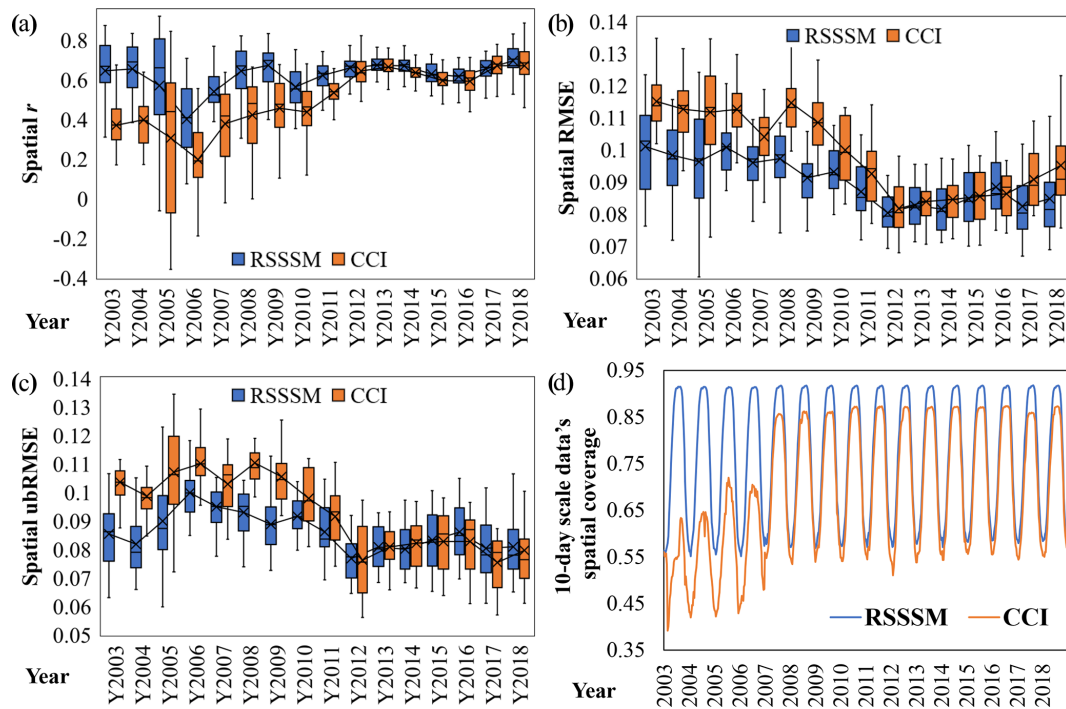 (a)
0.8
0.6
0.4
0.2
0
-0.2
-0.4
Spatial r
RSSSM
CCI
Y2003
Y2004
Y2005
Y2006
Y2007
Y2008
Y2009
Y2010
Y2011
Y2012
Y2013
Y2014
Y2015
Y2016
Y2017
Y2018
Year
(b)
0.14
0.13
0.12
0.11
0.1
0.09
0.08
0.07
0.06
Spatial RMSE
RSSSM
CCI
Y2003
Y2004
Y2005
Y2006
Y2007
Y2008
Y2009
Y2010
Y2011
Y2012
Y2013
Y2014
Y2015
Y2016
Y2017
Y2018
Year
(c)
0.14
0.13
0.12
0.11
0.1
0.09
0.08
0.07
0.06
0.05
Spatial ubRMSE
RSSSM
CCI
Y2003
Y2004
Y2005
Y2006
Y2007
Y2008
Y2009
Y2010
Y2011
Y2012
Y2013
Y2014
Y2015
Y2016
Y2017
Y2018
Year
(d)
0.95
0.85
0.75
0.65
0.55
0.45
0.35
10-day scale data's
spatial coverage
RSSSM
CCI
2003
2004
2005
2006
2007
2008
2009
2010
2011
2012
2013
2014
2015
2016
2017
2018
Year